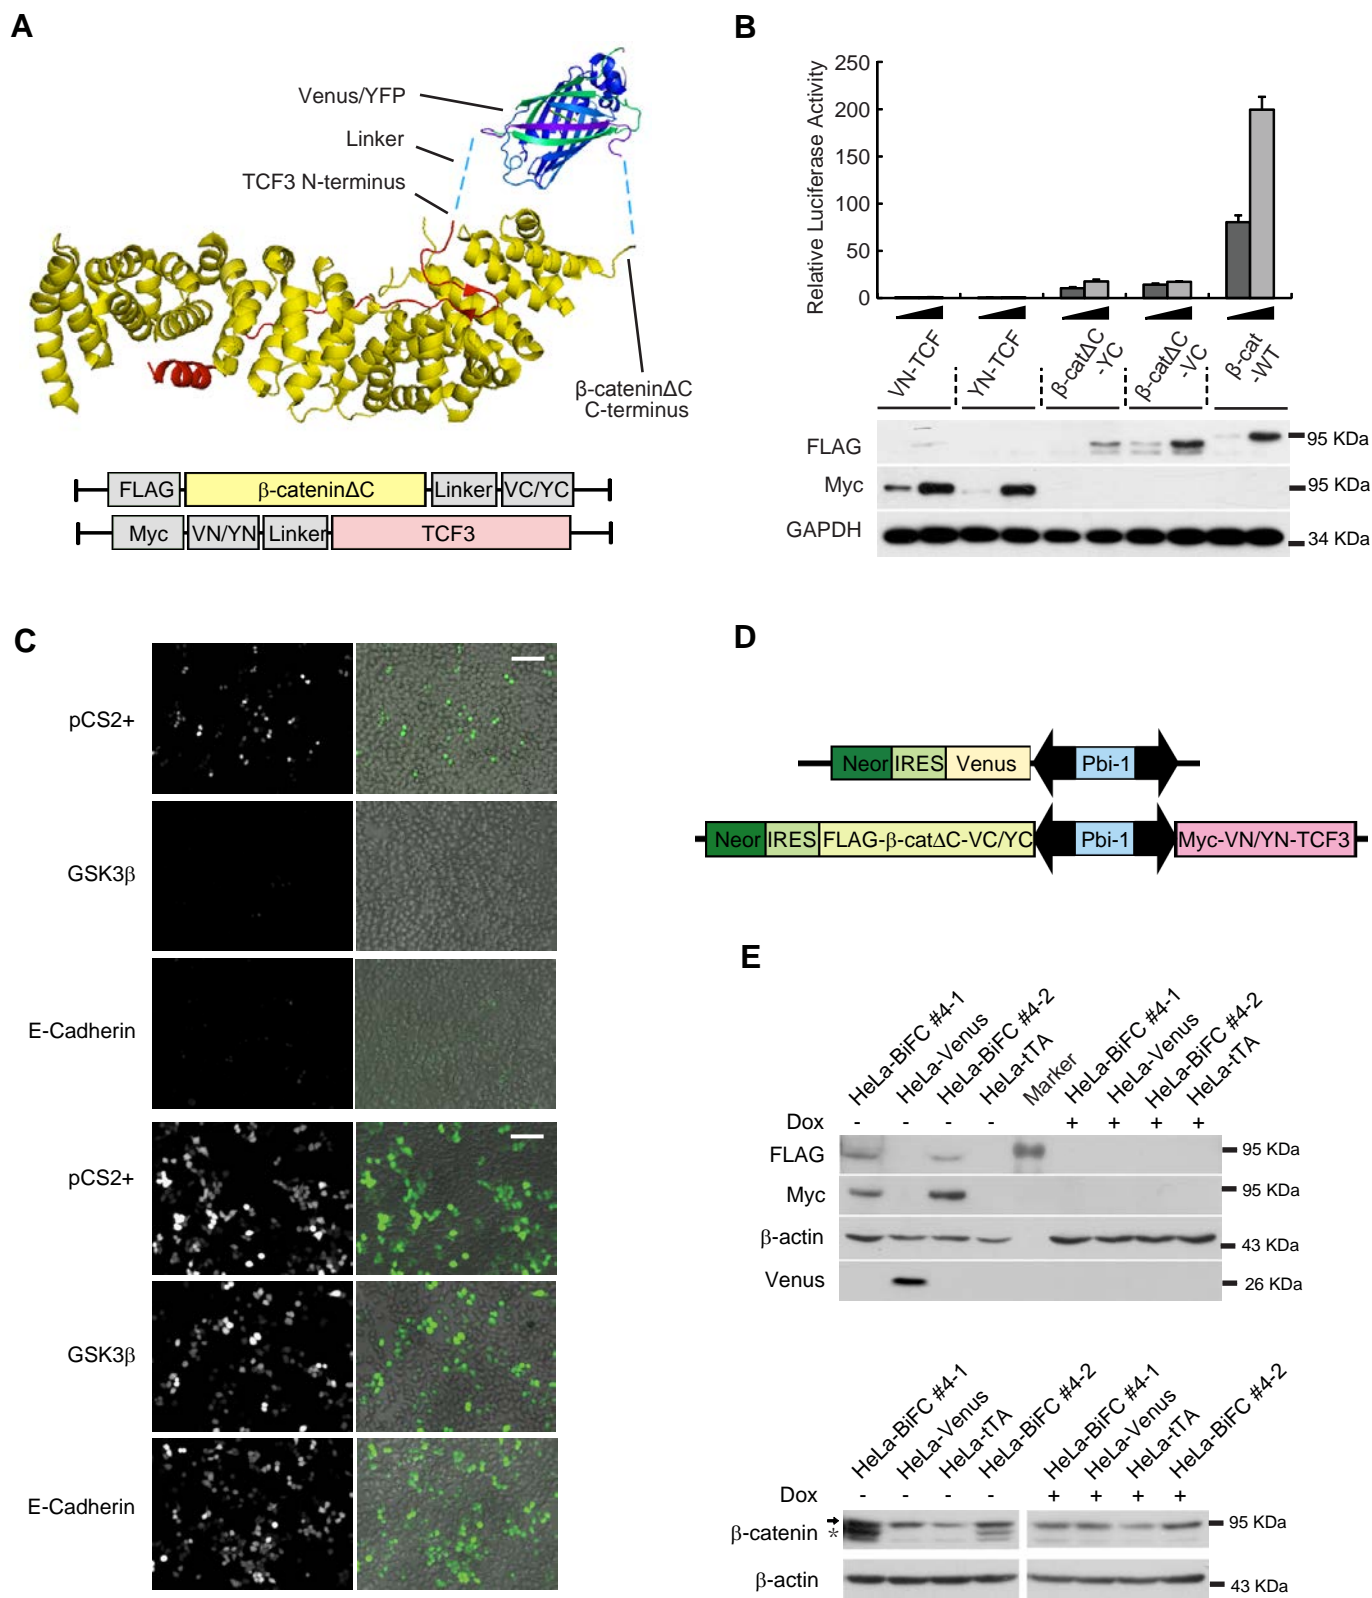 A
Venus/YFP
Linker
TCF3 N-terminus
β-cateninΔC
C-terminus
FLAG β-cateninΔC Linker VC/YC
Myc VN/YN Linker TCF3
B
Relative Luciferase Activity
250
200
150
100
50
0
VN-TCF
YN-TCF
β-catΔC
-YC
β-catΔC
-VC
β-cat
-WT
FLAG
95 KDa
Myc
95 KDa
GAPDH
34 KDa
C
pCS2+
GSK3β
E-Cadherin
pCS2+
GSK3β
E-Cadherin
D
Neor IRES Venus Pbi-1
Neor IRES FLAG-β-catΔC-VC/YC Pbi-1 Myc-VN/YN-TCF3
E
HeLa-BiFC #4-1
HeLa-Venus
HeLa-BiFC #4-2
HeLa-tTA
Marker
HeLa-BiFC #4-1
HeLa-Venus
HeLa-BiFC #4-2
HeLa-tTA
Dox - - - - + + + +
FLAG
95 KDa
Myc
95 KDa
β-actin
43 KDa
Venus
26 KDa
HeLa-BiFC #4-1
HeLa-Venus
HeLa-tTA
HeLa-BiFC #4-2
HeLa-BiFC #4-1
HeLa-Venus
HeLa-tTA
HeLa-BiFC #4-2
Dox - - - - + + + +
β-catenin *
95 KDa
β-actin
43 KDa